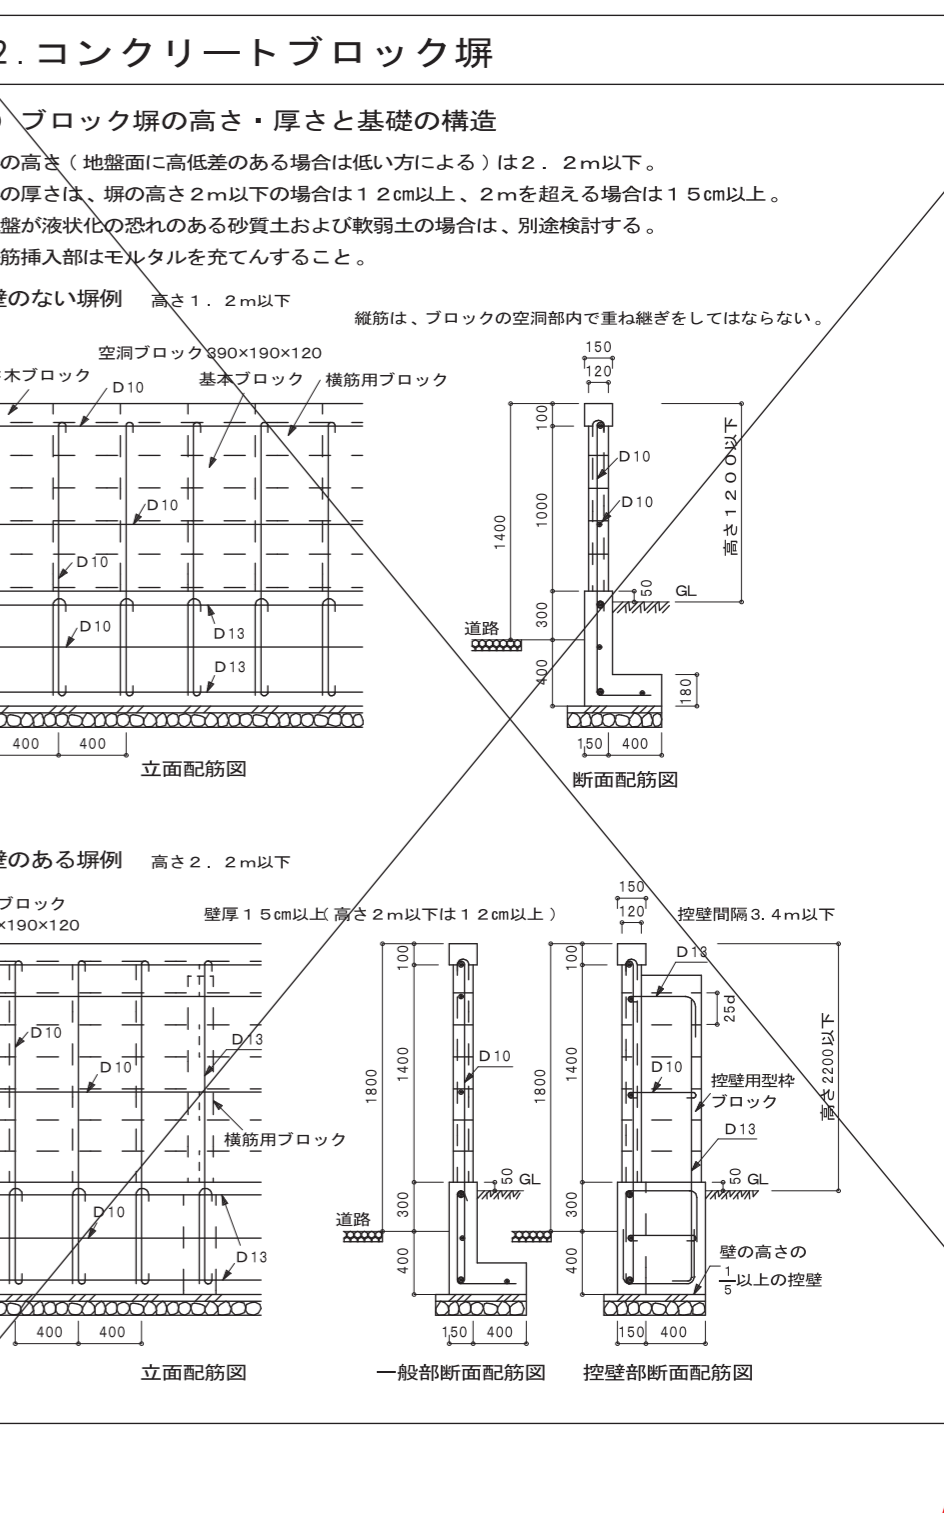 2.コンクリートブロック塀
）ブロック塀の高さ・厚さと基礎の構造
の高さ（地盤面に高低差のある場合は低い方による）は２．２ｍ以下。
の厚さは、塀の高さ２ｍ以下の場合は１２㎝以上、２ｍを超える場合は１５㎝以上。
盤が液状化の恐れのある砂質土および軟弱土の場合は、別途検討する。
筋挿入部はモルタルを充てんすること。
壁のない塀例　高さ１．２ｍ以下
縦筋は、ブロックの空洞部内で重ね継ぎをしてはならない。
空洞ブロック390×190×120
木ブロック
D10
基本ブロック
横筋用ブロック
D10
D10
D10
D13
D13
400
400
立面配筋図
150
120
100
1000
1400
300
400
D10
D10
高さ１２００以下
50
GL
道路
180
150
400
断面配筋図
壁のある塀例　高さ２．２ｍ以下
ブロック
×190×120
壁厚１５㎝以上（高さ２ｍ以下は１２㎝以上）
控壁間隔3.4ｍ以下
D10
D10
D13
横筋用ブロック
D10
D13
400
400
立面配筋図
100
1400
1800
300
400
D10
50
GL
道路
150
400
一般部断面配筋図
150
120
100
1400
1800
300
400
D13
25d
D10
控壁用型枠
ブロック
D13
高さ2200以下
50
GL
壁の高さの
1/5以上の控壁
150
400
控壁部断面配筋図